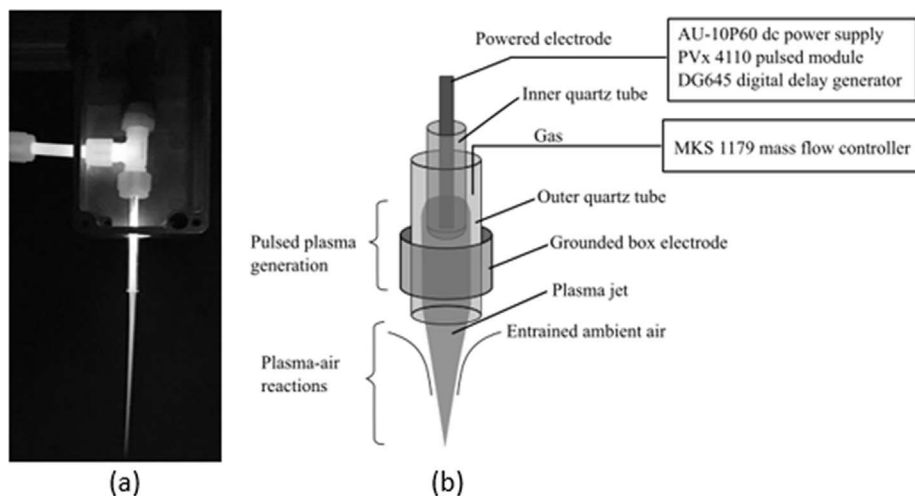 Powered electrode
AU-10P60 dc power supply
PVx 4110 pulsed module
DG645 digital delay generator
Inner quartz tube
Gas
MKS 1179 mass flow controller
Outer quartz tube
Pulsed plasma
generation
Grounded box electrode
Plasma jet
Entrained ambient air
Plasma-air
reactions
(a)
(b)